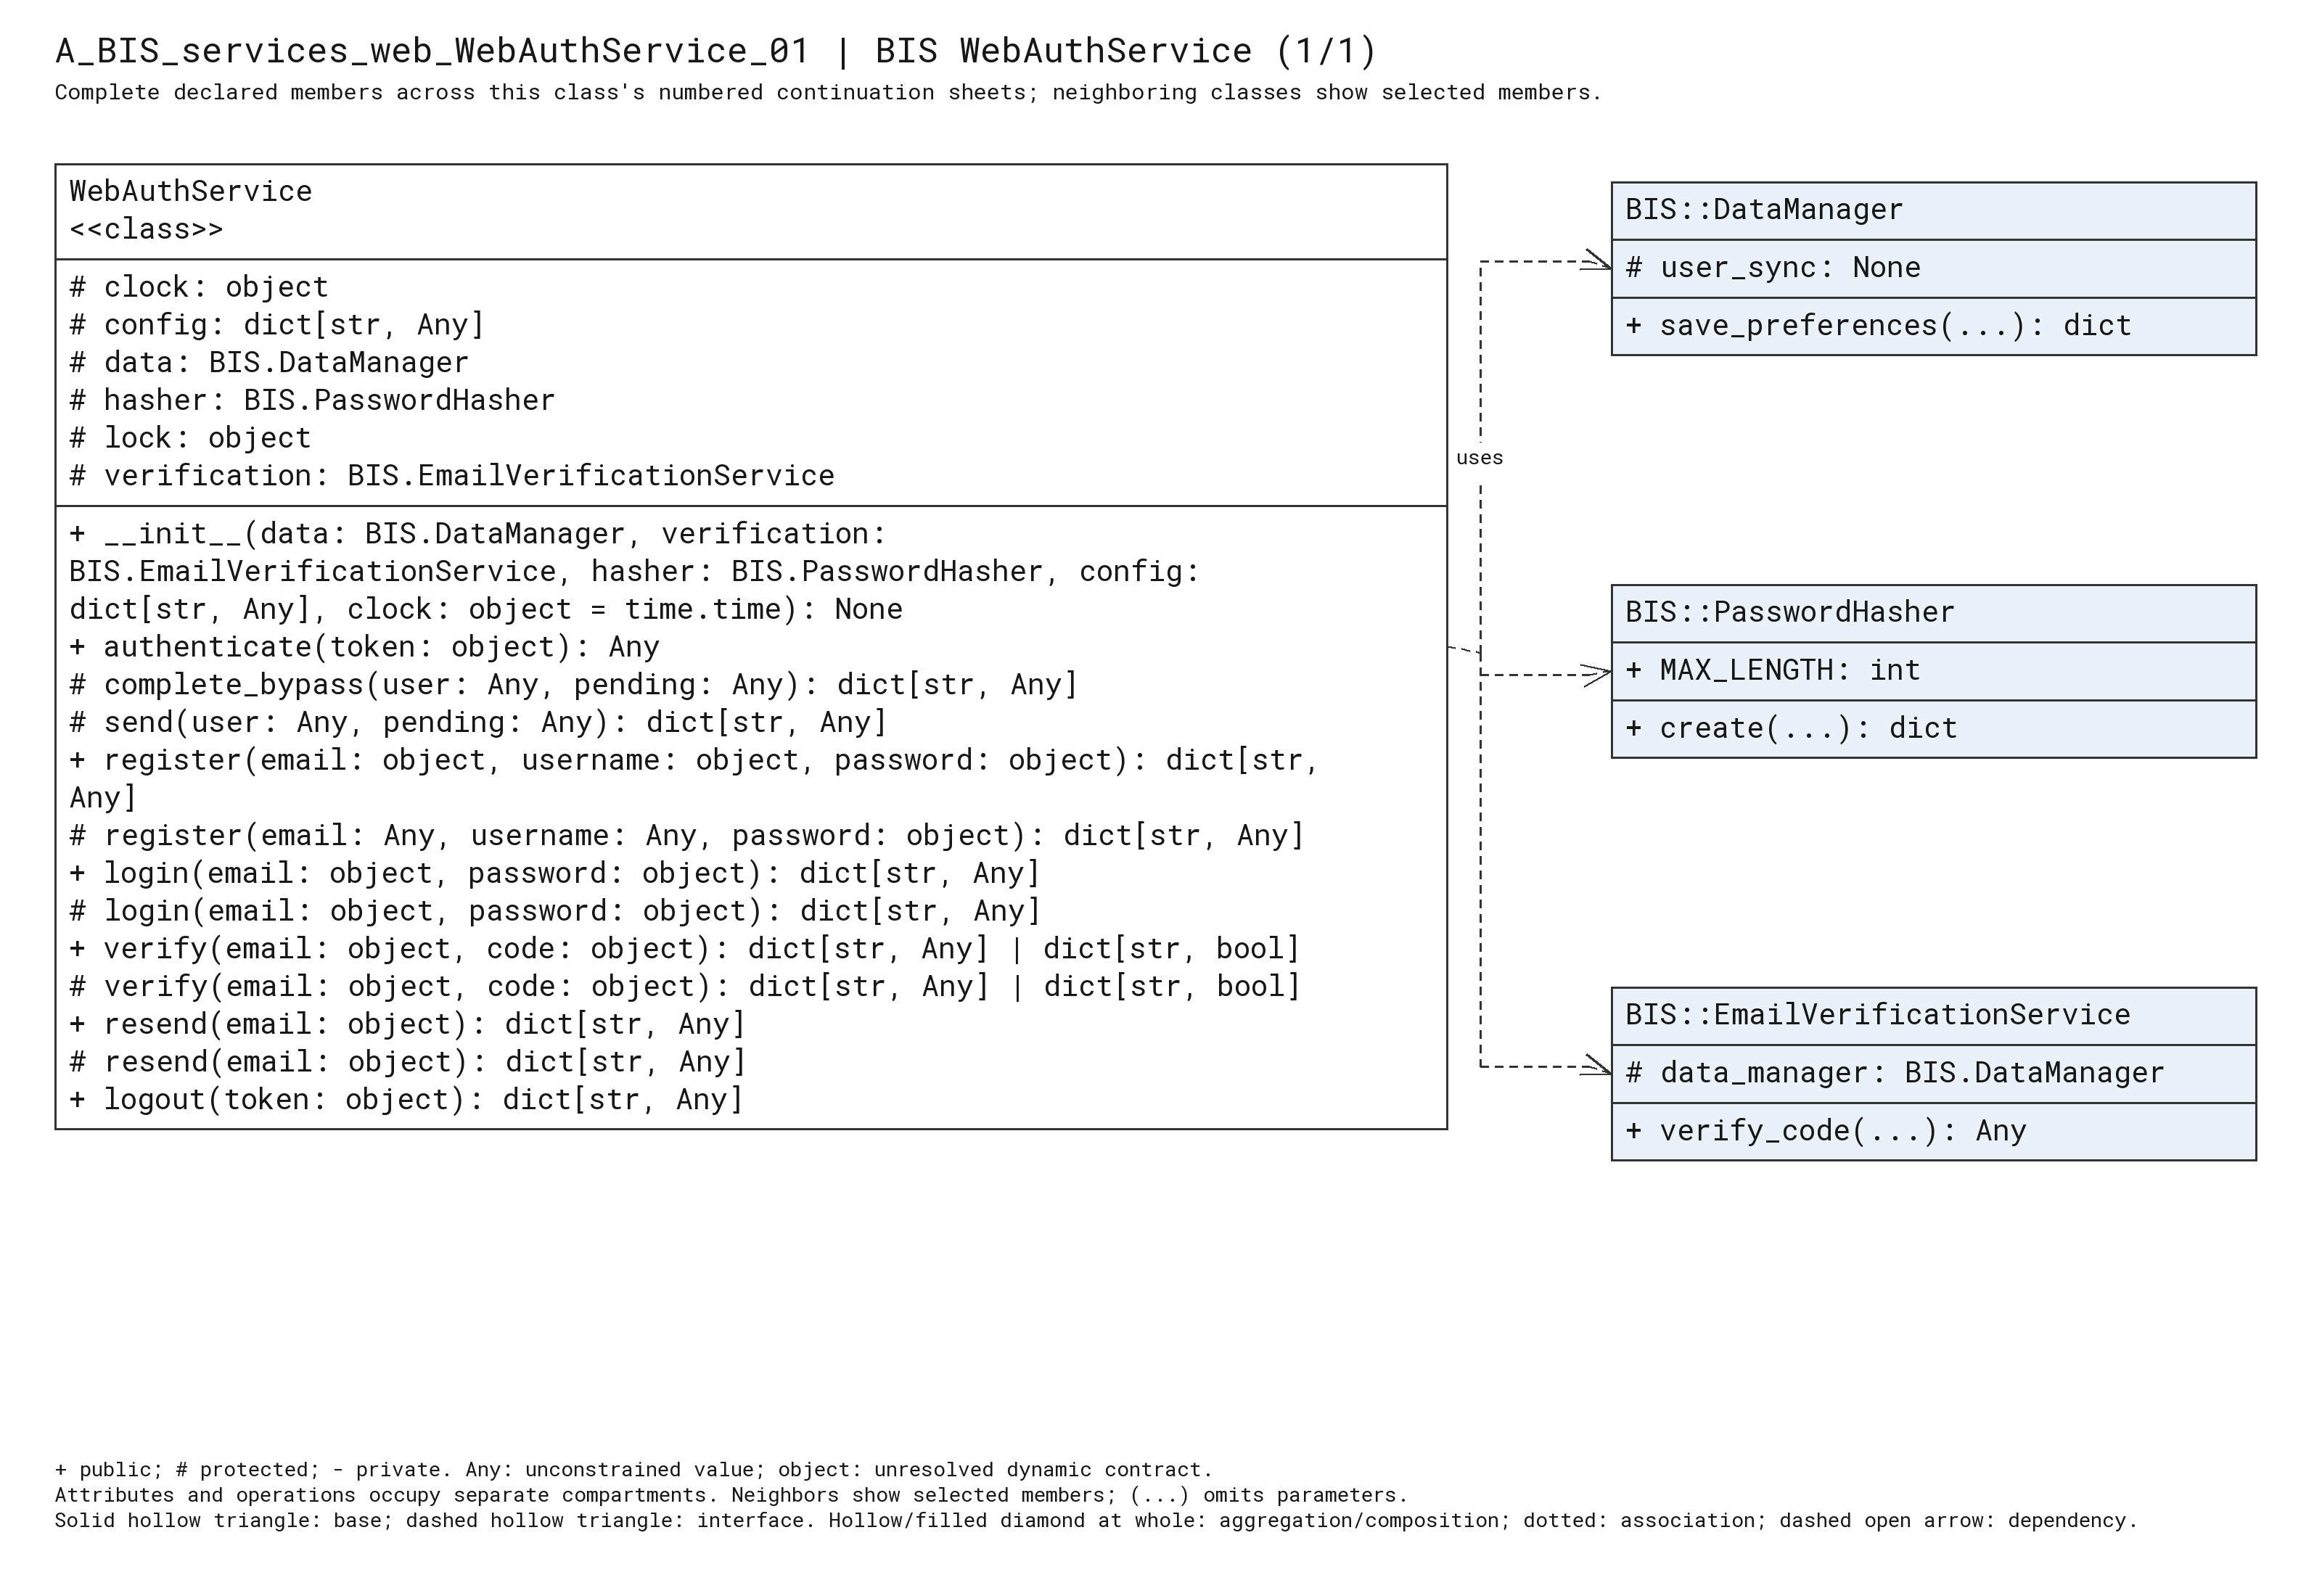 A_BIS_services_web_WebAuthService_01 | BIS WebAuthService (1/1)
Complete declared members across this class's numbered continuation sheets; neighboring classes show selected members.
WebAuthService
<<class>>
# clock: object
# config: dict[str, Any]
# data: BIS.DataManager
# hasher: BIS.PasswordHasher
# lock: object
# verification: BIS.EmailVerificationService
+ __init__(data: BIS.DataManager, verification:
BIS.EmailVerificationService, hasher: BIS.PasswordHasher, config:
dict[str, Any], clock: object = time.time): None
+ authenticate(token: object): Any
# complete_bypass(user: Any, pending: Any): dict[str, Any]
# send(user: Any, pending: Any): dict[str, Any]
+ register(email: object, username: object, password: object): dict[str,
Any]
# register(email: Any, username: Any, password: object): dict[str, Any]
+ login(email: object, password: object): dict[str, Any]
# login(email: object, password: object): dict[str, Any]
+ verify(email: object, code: object): dict[str, Any] | dict[str, bool]
# verify(email: object, code: object): dict[str, Any] | dict[str, bool]
+ resend(email: object): dict[str, Any]
# resend(email: object): dict[str, Any]
+ logout(token: object): dict[str, Any]
uses
BIS::DataManager
# user_sync: None
+ save_preferences(...): dict
BIS::PasswordHasher
+ MAX_LENGTH: int
+ create(...): dict
BIS::EmailVerificationService
# data_manager: BIS.DataManager
+ verify_code(...): Any
+ public; # protected; - private. Any: unconstrained value; object: unresolved dynamic contract.
Attributes and operations occupy separate compartments. Neighbors show selected members; (...) omits parameters.
Solid hollow triangle: base; dashed hollow triangle: interface. Hollow/filled diamond at whole: aggregation/composition; dotted: association; dashed open arrow: dependency.